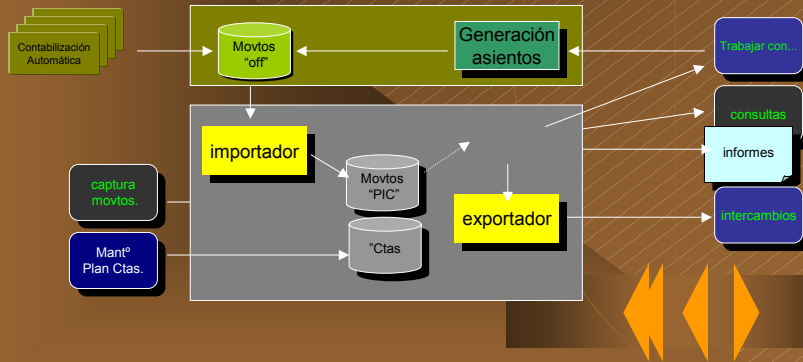 Contabilización
Automática
Movtos
“off”
Generación
asientos
Trabajar con...
consultas
informes
intercambios
importador
Movtos
“PIC”
"Ctas
exportador
captura
movtos.
Mantº
Plan Ctas.